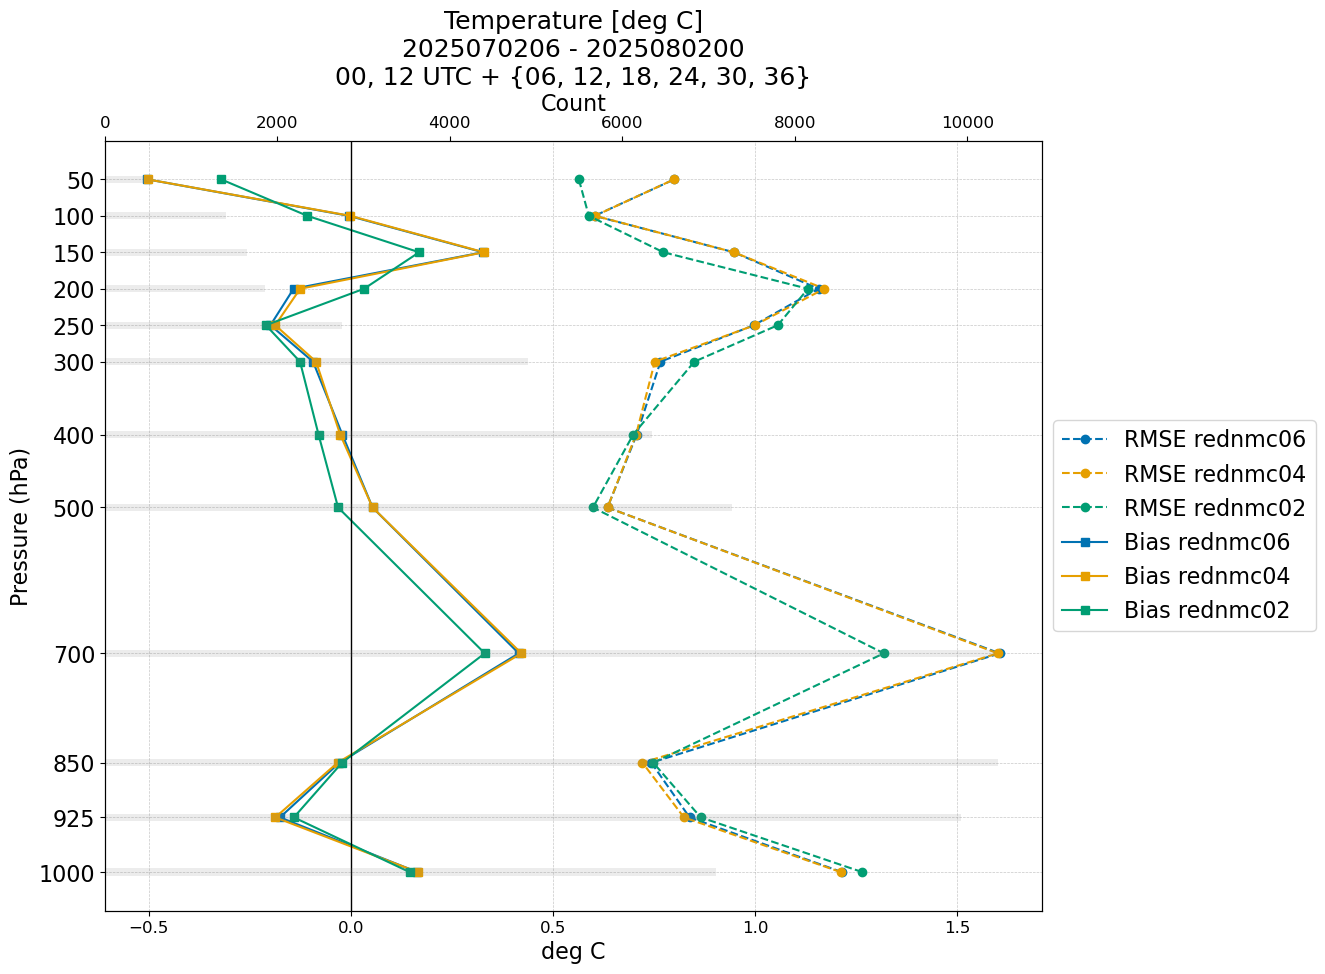 Temperature [deg C]
2025070206 - 2025080200
00, 12 UTC + {06, 12, 18, 24, 30, 36}
Count
0 2000 4000 6000 8000 10000
50
100
150
200
250
300
400
500
700
850
925
1000
Pressure (hPa)
−0.5 0.0 0.5 1.0 1.5
deg C
RMSE rednmc06
RMSE rednmc04
RMSE rednmc02
Bias rednmc06
Bias rednmc04
Bias rednmc02